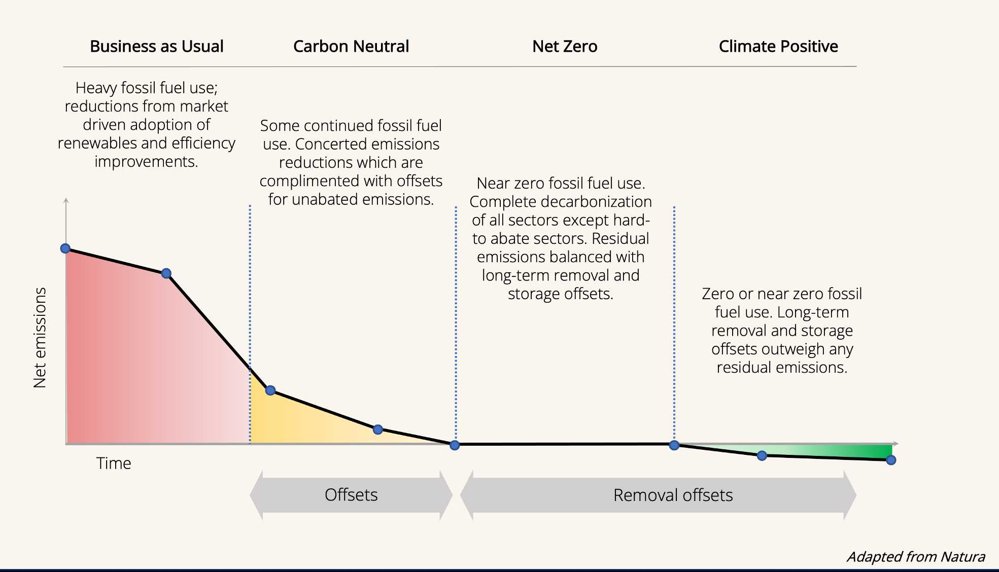 Business as Usual
Carbon Neutral
Net Zero
Climate Positive
Heavy fossil fuel use;
reductions from market
driven adoption of
renewables and efficiency
improvements.
Some continued fossil fuel
use. Concerted emissions
reductions which are
complimented with offsets
for unabated emissions.
Near zero fossil fuel use.
Complete decarbonization
of all sectors except hard-
to abate sectors. Residual
emissions balanced with
long-term removal and
storage offsets.
Zero or near zero fossil
fuel use. Long-term
removal and storage
offsets outweigh any
residual emissions.
Net emissions
Time
Offsets
Removal offsets
Adapted from Natura